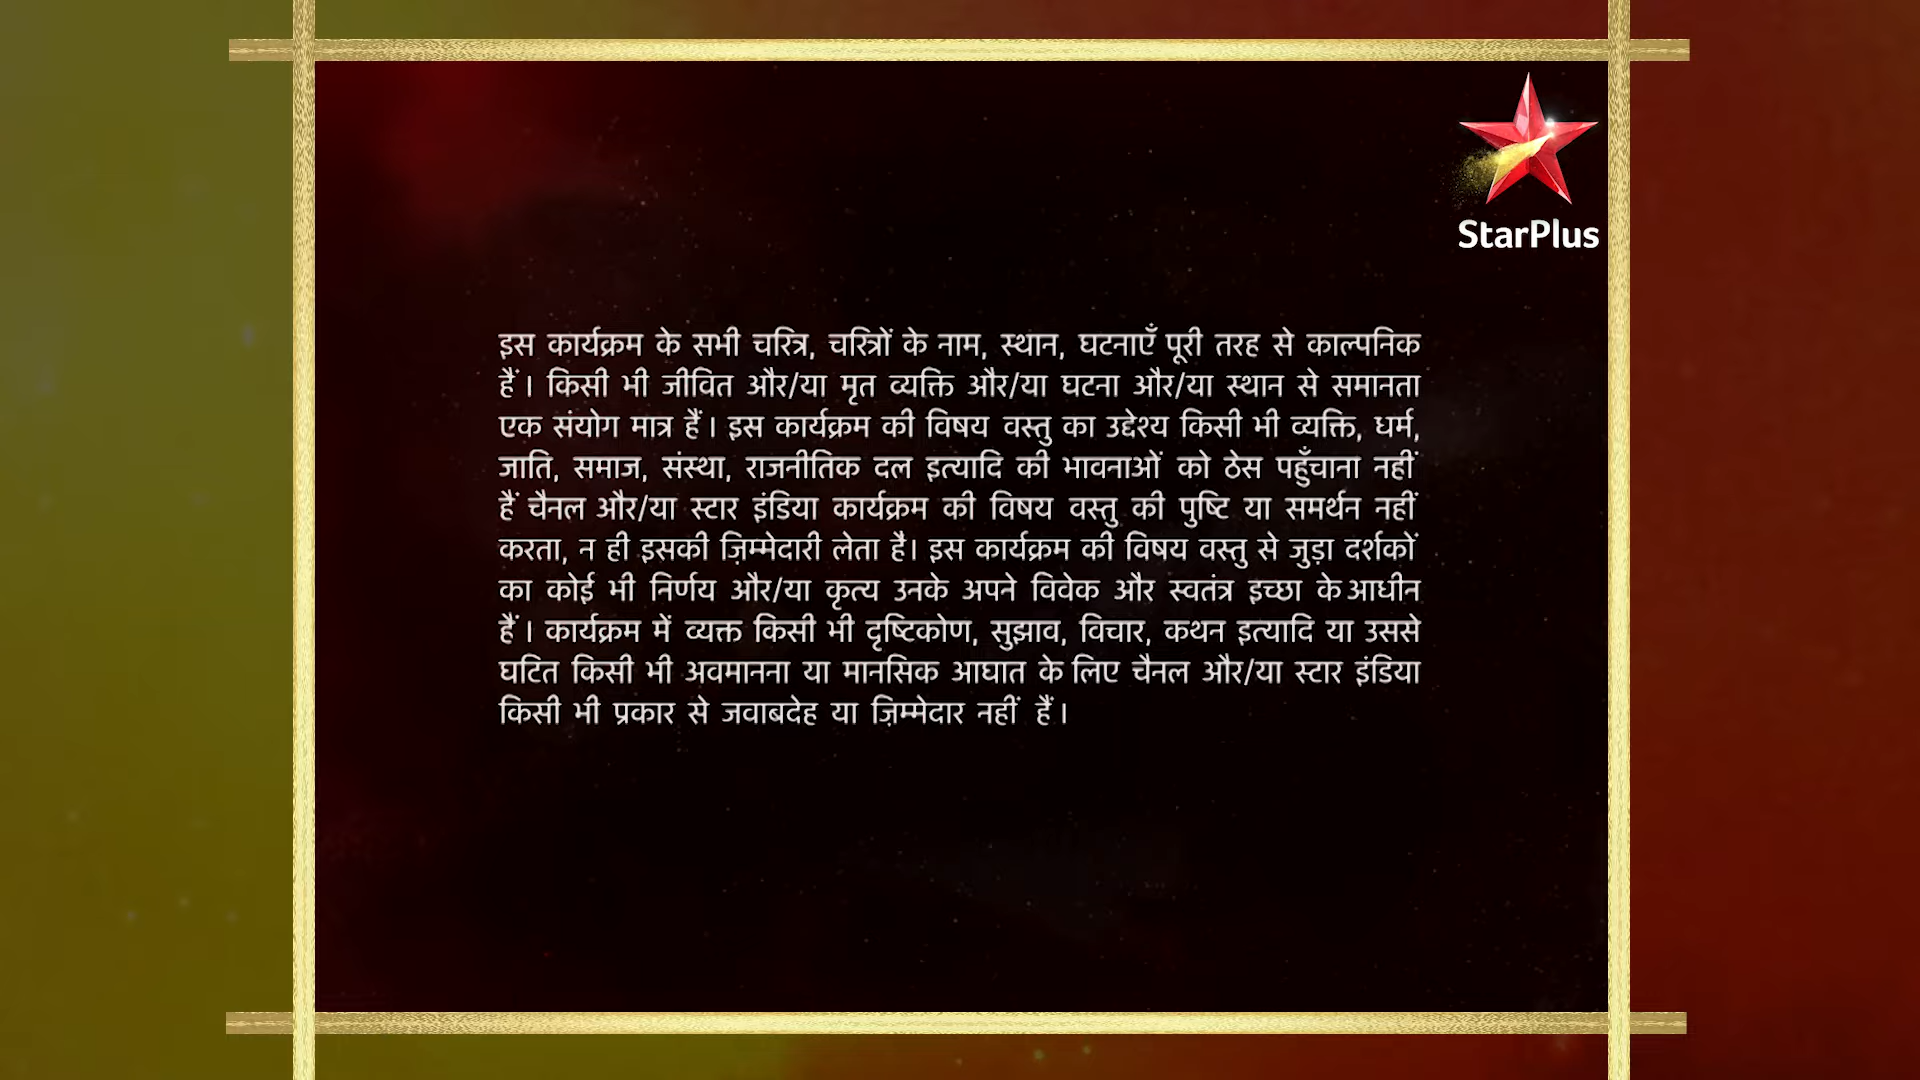 StarPlus
इस कार्यक्रम के सभी चरित्र, चरित्रों के नाम, स्थान, घटनाएँ पूरी तरह से काल्पनिक
हैं। किसी भी जीवित और/या मृत व्यक्ति और/या घटना और/या स्थान से समानता
एक संयोग मात्र हैं। इस कार्यक्रम की विषय वस्तु का उद्देश्य किसी भी व्यक्ति, धर्म,
जाति, समाज, संस्था, राजनीतिक दल इत्यादि की भावनाओं को ठेस पहुँचाना नहीं
हैं चैनल और/या स्टार इंडिया कार्यक्रम की विषय वस्तु की पुष्टि या समर्थन नहीं
करता, न ही इसकी ज़िम्मेदारी लेता है। इस कार्यक्रम की विषय वस्तु से जुड़ा दर्शकों
का कोई भी निर्णय और/या कृत्य उनके अपने विवेक और स्वतंत्र इच्छा के आधीन
हैं। कार्यक्रम में व्यक्त किसी भी दृष्टिकोण, सुझाव, विचार, कथन इत्यादि या उससे
घटित किसी भी अवमानना या मानसिक आघात के लिए चैनल और/या स्टार इंडिया
किसी भी प्रकार से जवाबदेह या ज़िम्मेदार नहीं हैं।